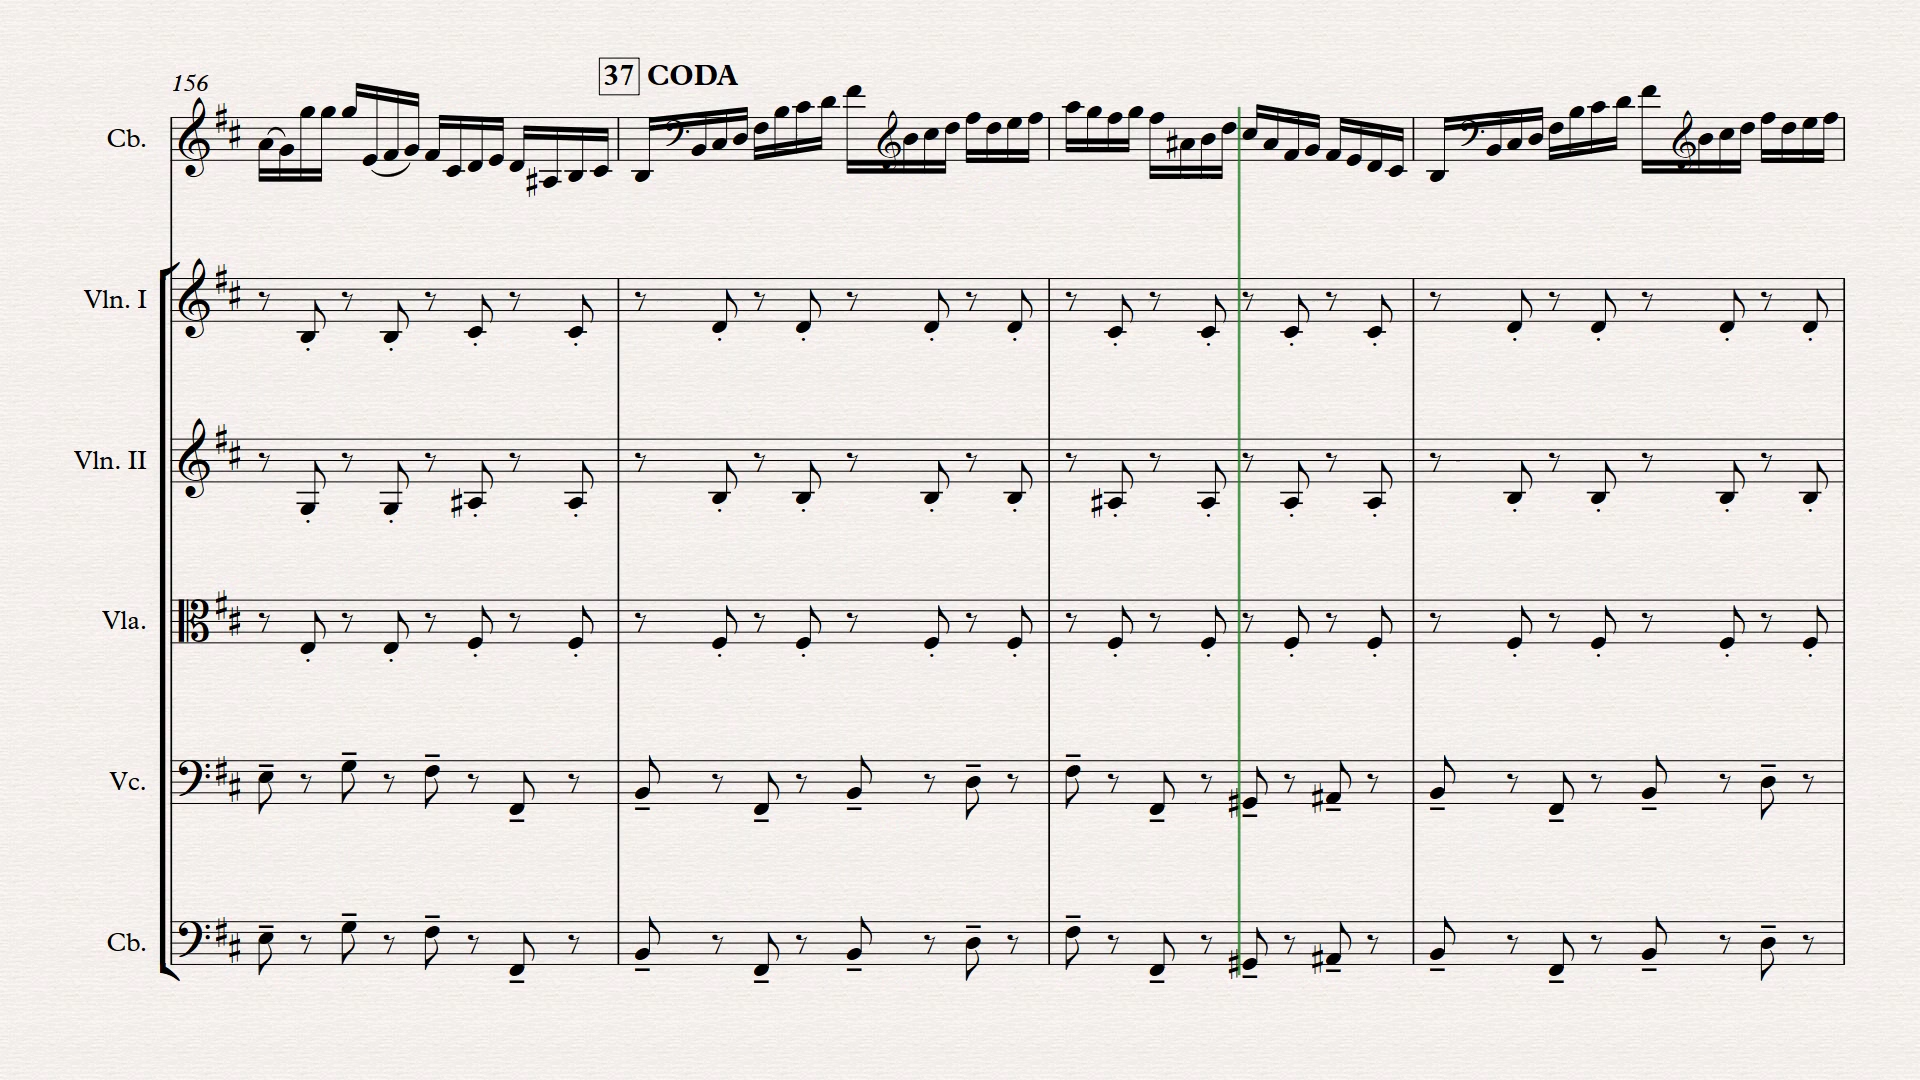 156
37 CODA
Cb.
Vln. I
Vln. II
Vla.
Vc.
Cb.